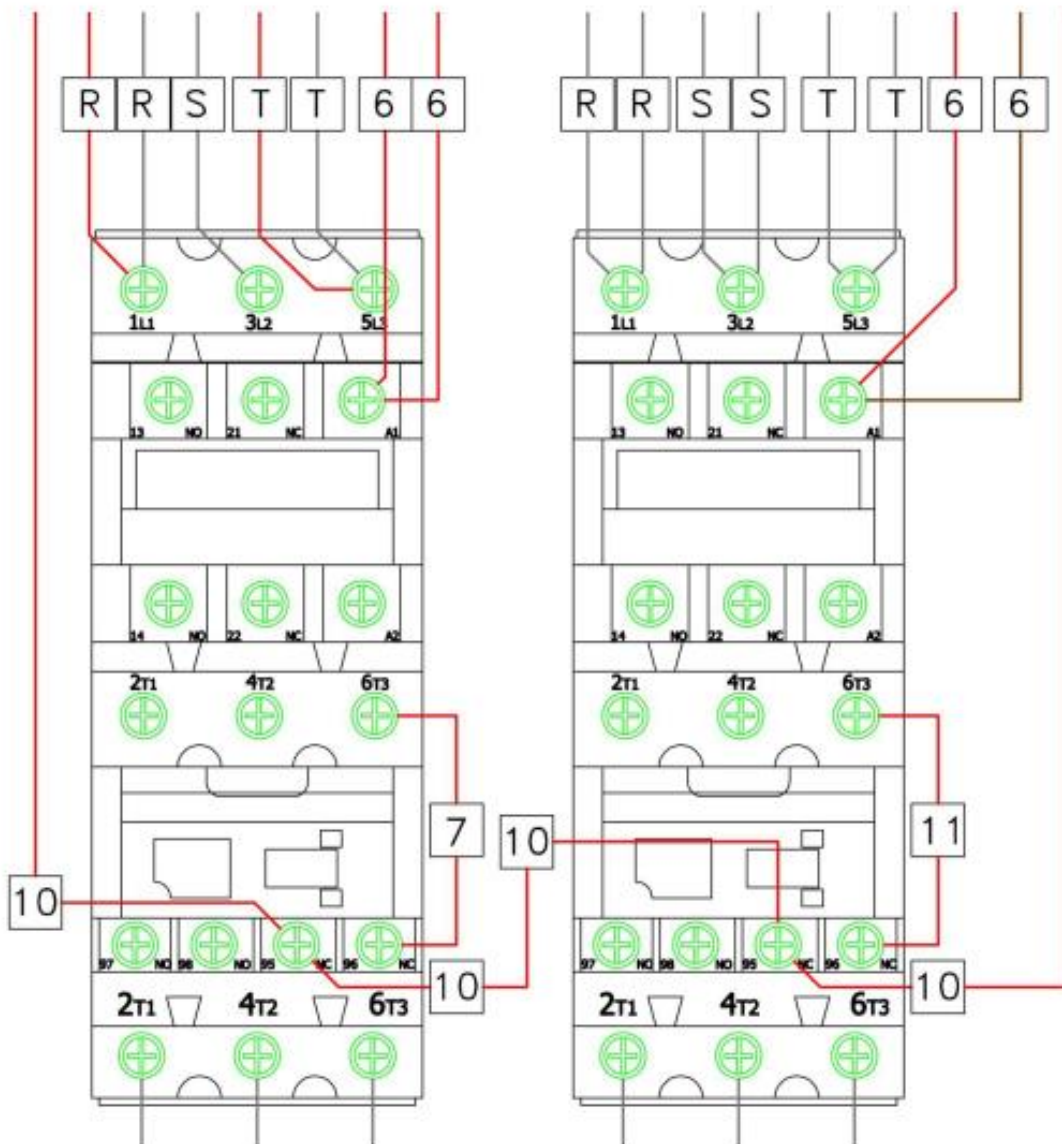 R R S T T 6 6 R R S S T T 6 6
1L1 3L2 5L3 1L1 3L2 5L3
13 NO 21 NC A1 13 NO 21 NC A1
14 NO 22 NC A2 14 NO 22 NC A2
2T1 4T2 6T3 2T1 4T2 6T3
7 10 11
10
97 NO 98 NO 95 NC 96 NC 97 NO 98 NO 95 NC 96 NC
10 10
2T1 4T2 6T3 2T1 4T2 6T3